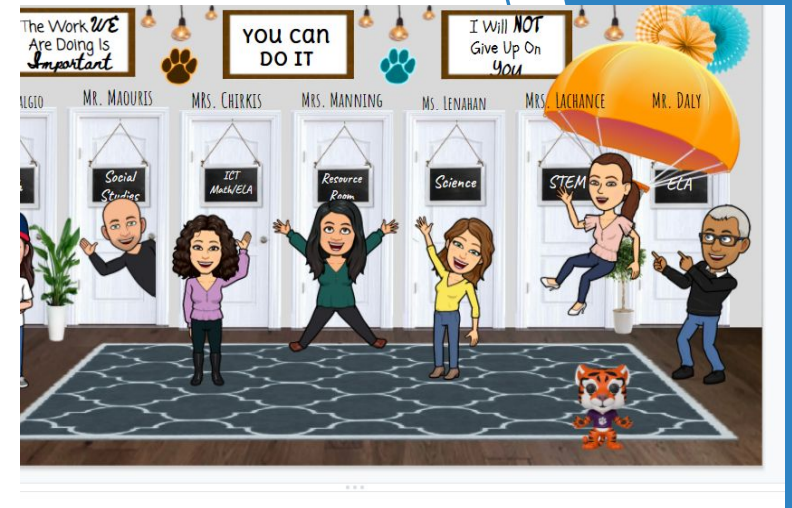 The Work WE
Are Doing Is
Important
YOU CAN
DO IT
I Will NOT
Give Up On
YOU
ALGIO
MR. MAOURIS
MRS. CHIRKIS
MRS. MANNING
MS. LENAHAN
MRS. LACHANCE
MR. DALY
Social
Studies
ICT
Math/ELA
Resource
Room
Science
STEM
ELA